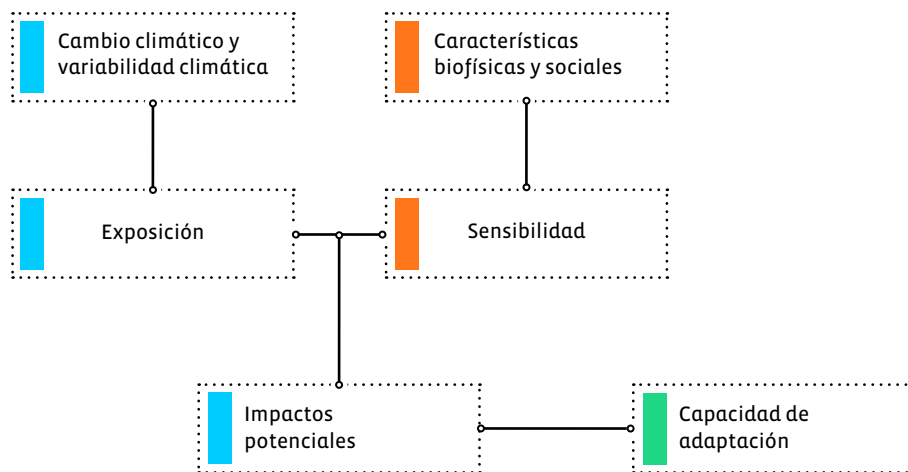 Cambio climático y
variabilidad climática
Características
biofísicas y sociales
Exposición
Sensibilidad
Impactos
potenciales
Capacidad de
adaptación